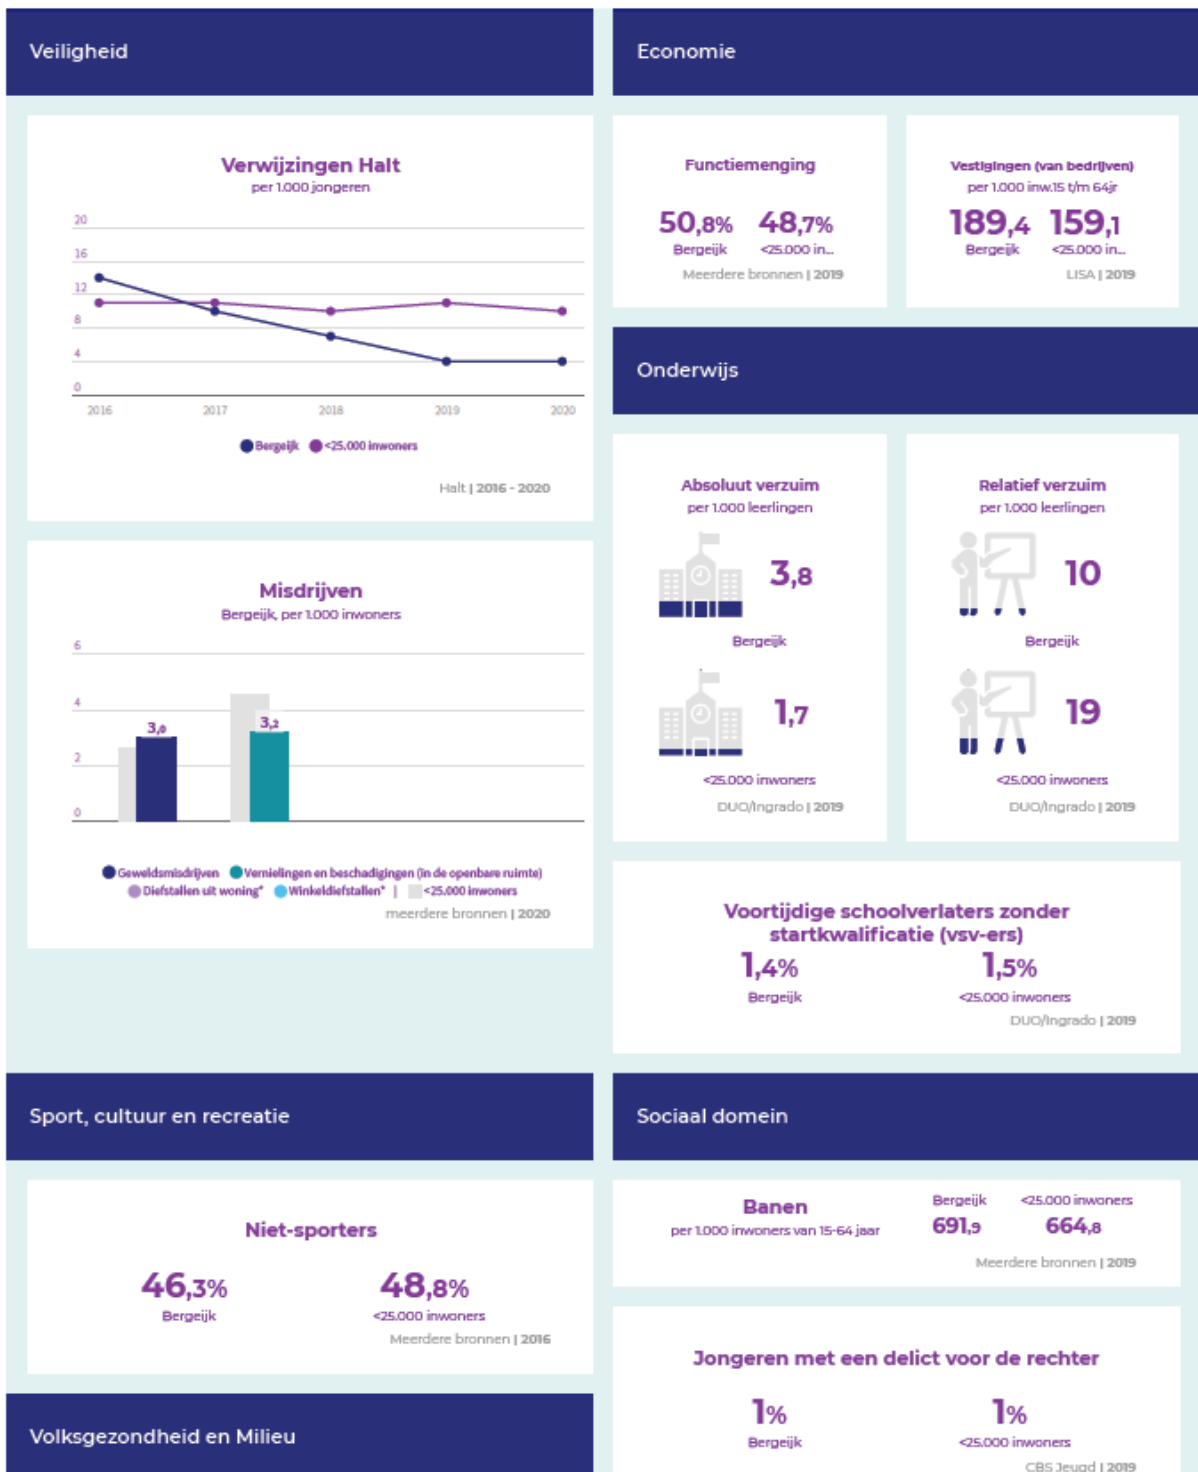 Veiligheid
Verwijzingen Halt
per 1.000 jongeren
20
16
12
8
4
0
2016 2017 2018 2019 2020
Bergeijk <25.000 inwoners
Halt | 2016 - 2020
Misdrijven
Bergeijk, per 1.000 inwoners
6
4
2
0
3,0 3,2
Geweldsmisdrijven Vernielingen en beschadigingen (in de openbare ruimte)
Diefstallen uit woning* Winkeldiefstallen* | <25.000 inwoners
meerdere bronnen | 2020
Economie
Functiemenging
50,8% 48,7%
Bergeijk <25.000 in...
Meerdere bronnen | 2019
Vestigingen (van bedrijven)
per 1.000 inw.15 t/m 64jr
189,4 159,1
Bergeijk <25.000 in...
LISA | 2019
Onderwijs
Absoluut verzuim
per 1.000 leerlingen
3,8
Bergeijk
1,7
<25.000 inwoners
DUO/Ingrado | 2019
Relatief verzuim
per 1.000 leerlingen
10
Bergeijk
19
<25.000 inwoners
DUO/Ingrado | 2019
Voortijdige schoolverlaters zonder
startkwalificatie (vsv-ers)
1,4% 1,5%
Bergeijk <25.000 inwoners
DUO/Ingrado | 2019
Sport, cultuur en recreatie
Niet-sporters
46,3% 48,8%
Bergeijk <25.000 inwoners
Meerdere bronnen | 2016
Volksgezondheid en Milieu
Sociaal domein
Banen
per 1.000 inwoners van 15-64 jaar
Bergeijk <25.000 inwoners
691,9 664,8
Meerdere bronnen | 2019
Jongeren met een delict voor de rechter
1% 1%
Bergeijk <25.000 inwoners
CBS Jeugd | 2019